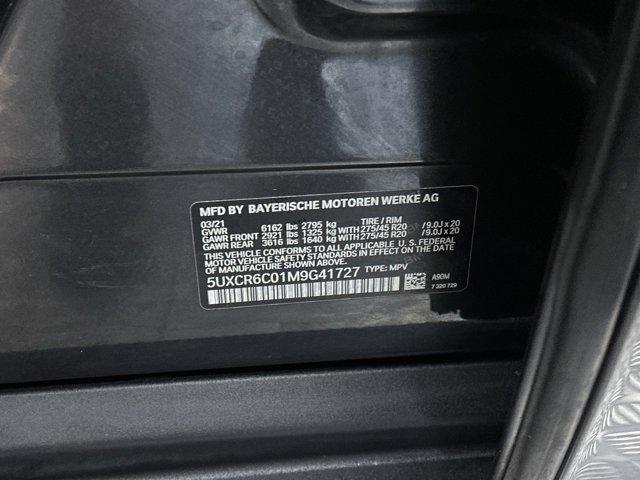 MFD BY BAYERISCHE MOTOREN WERKE AG
03/21 TIRE / RIM
GVWR 6162 lbs 2795 kg
GAWR FRONT 2921 lbs 1325 kg WITH 275/45 R20 /9.0J x 20
GAWR REAR 3616 lbs 1640 kg WITH 275/45 R20 /9.0J x 20
THIS VEHICLE CONFORMS TO ALL APPLICABLE U. S. FEDERAL
MOTOR VEHICLE SAFETY STANDARDS IN EFFECT ON THE
DATE OF MANUFACTURE SHOWN ABOVE.
5UXCR6C01M9G41727 TYPE: MPV
A90M
7 320 729